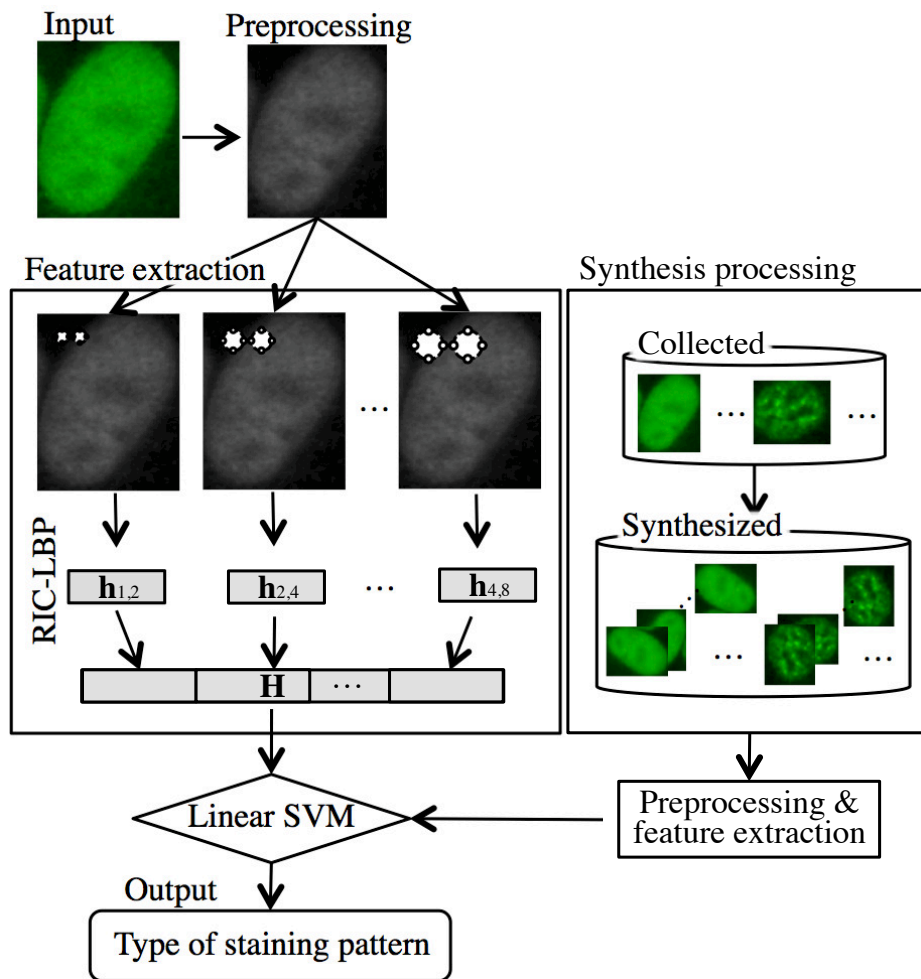 Input
Preprocessing
Feature extraction
Synthesis processing
Collected
... ...
...
Synthesized
RIC-LBP
h1,2
h2,4
...
h4,8
... ...
H
...
Linear SVM
Preprocessing &
feature extraction
Output
Type of staining pattern